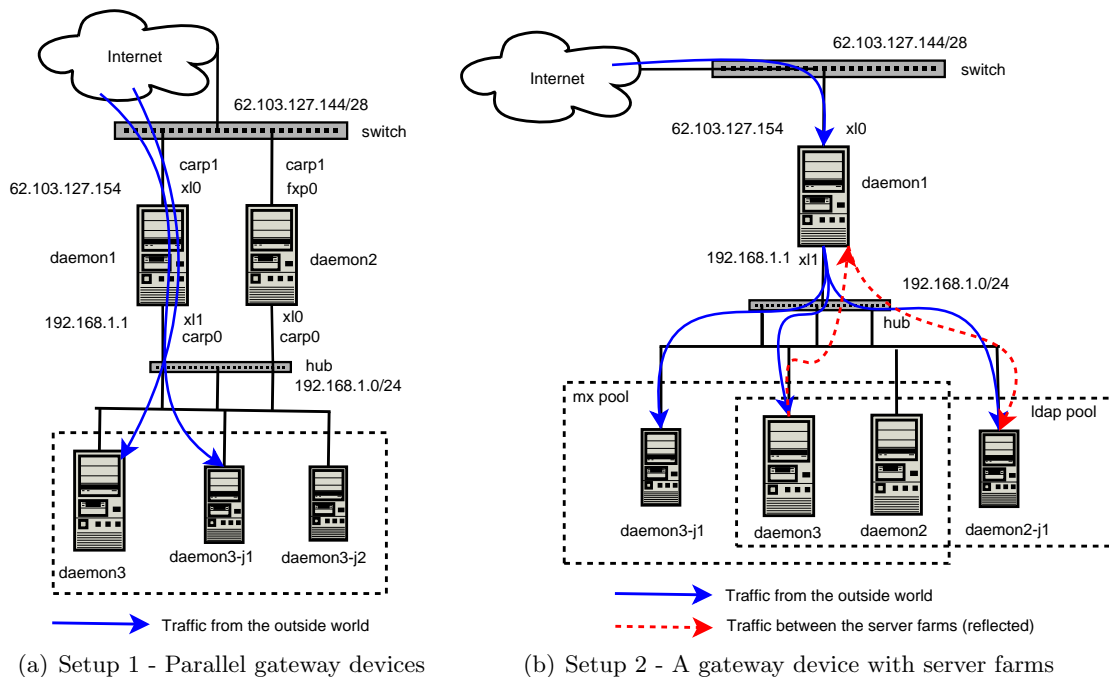 Internet
62.103.127.144/28
switch
carp1
xl0
carp1
fxp0
62.103.127.154
daemon1
daemon2
192.168.1.1
xl1
carp0
xl0
carp0
hub
192.168.1.0/24
daemon3
daemon3-j1
daemon3-j2
Traffic from the outside world
(a) Setup 1 - Parallel gateway devices
62.103.127.144/28
Internet
switch
62.103.127.154
xl0
daemon1
192.168.1.1
xl1
192.168.1.0/24
hub
mx pool
ldap pool
daemon3-j1
daemon3
daemon2
daemon2-j1
Traffic from the outside world
Traffic between the server farms (reflected)
(b) Setup 2 - A gateway device with server farms